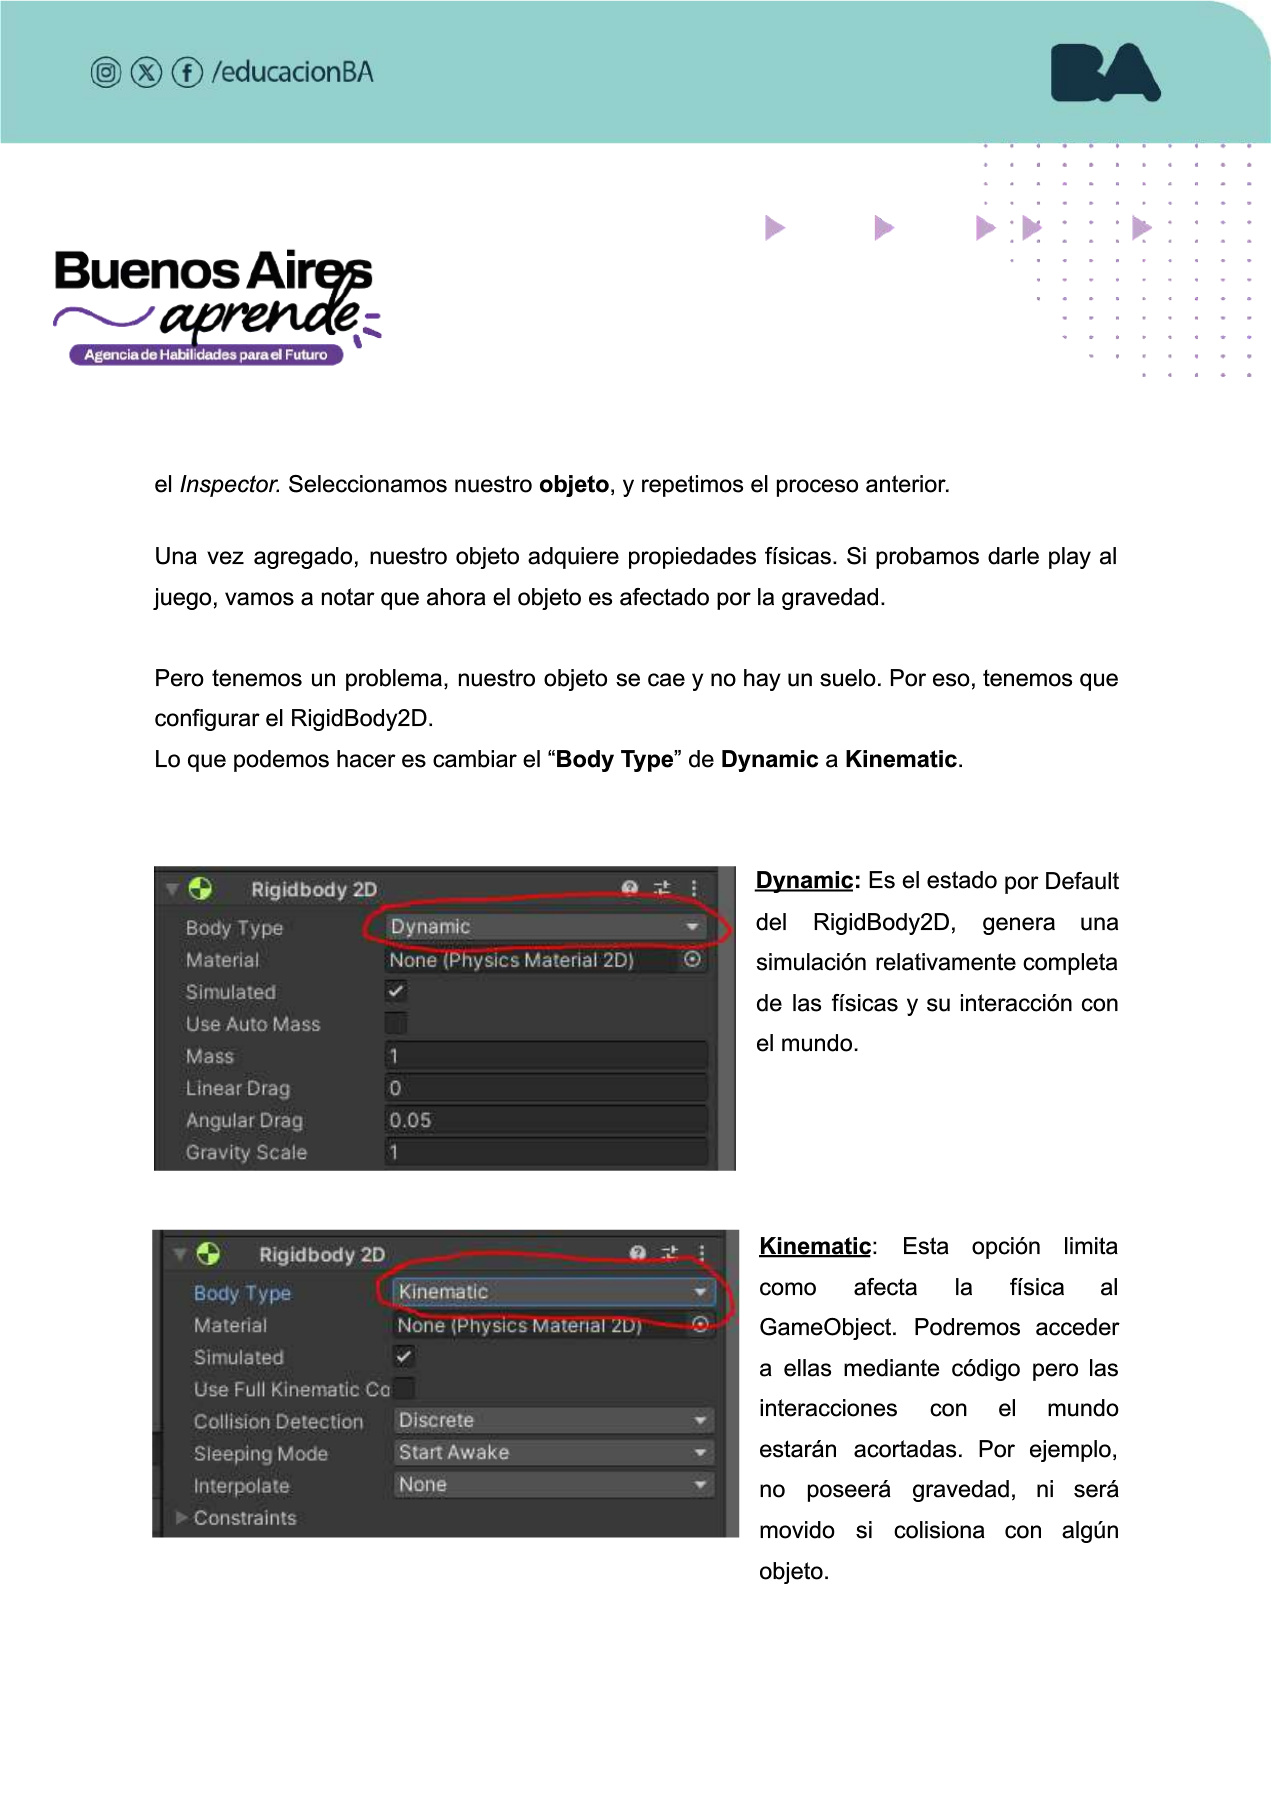 /educacionBA
BA
Buenos Aires
aprende
Agencia de Habilidades para el Futuro
el Inspector. Seleccionamos nuestro objeto, y repetimos el proceso anterior.
Una vez agregado, nuestro objeto adquiere propiedades físicas. Si probamos darle play al
juego, vamos a notar que ahora el objeto es afectado por la gravedad.
Pero tenemos un problema, nuestro objeto se cae y no hay un suelo. Por eso, tenemos que
configurar el RigidBody2D.
Lo que podemos hacer es cambiar el “Body Type” de Dynamic a Kinematic.
Rigidbody 2D
Body Type Dynamic
Material None (Physics Material 2D)
Simulated
Use Auto Mass
Mass 1
Linear Drag 0
Angular Drag 0.05
Gravity Scale 1
Dynamic: Es el estado por Default
del RigidBody2D, genera una
simulación relativamente completa
de las físicas y su interacción con
el mundo.
Rigidbody 2D
Body Type Kinematic
Material None (Physics Material 2D)
Simulated
Use Full Kinematic Co
Collision Detection Discrete
Sleeping Mode Start Awake
Interpolate None
Constraints
Kinematic: Esta opción limita
como afecta la física al
GameObject. Podremos acceder
a ellas mediante código pero las
interacciones con el mundo
estarán acortadas. Por ejemplo,
no poseerá gravedad, ni será
movido si colisiona con algún
objeto.